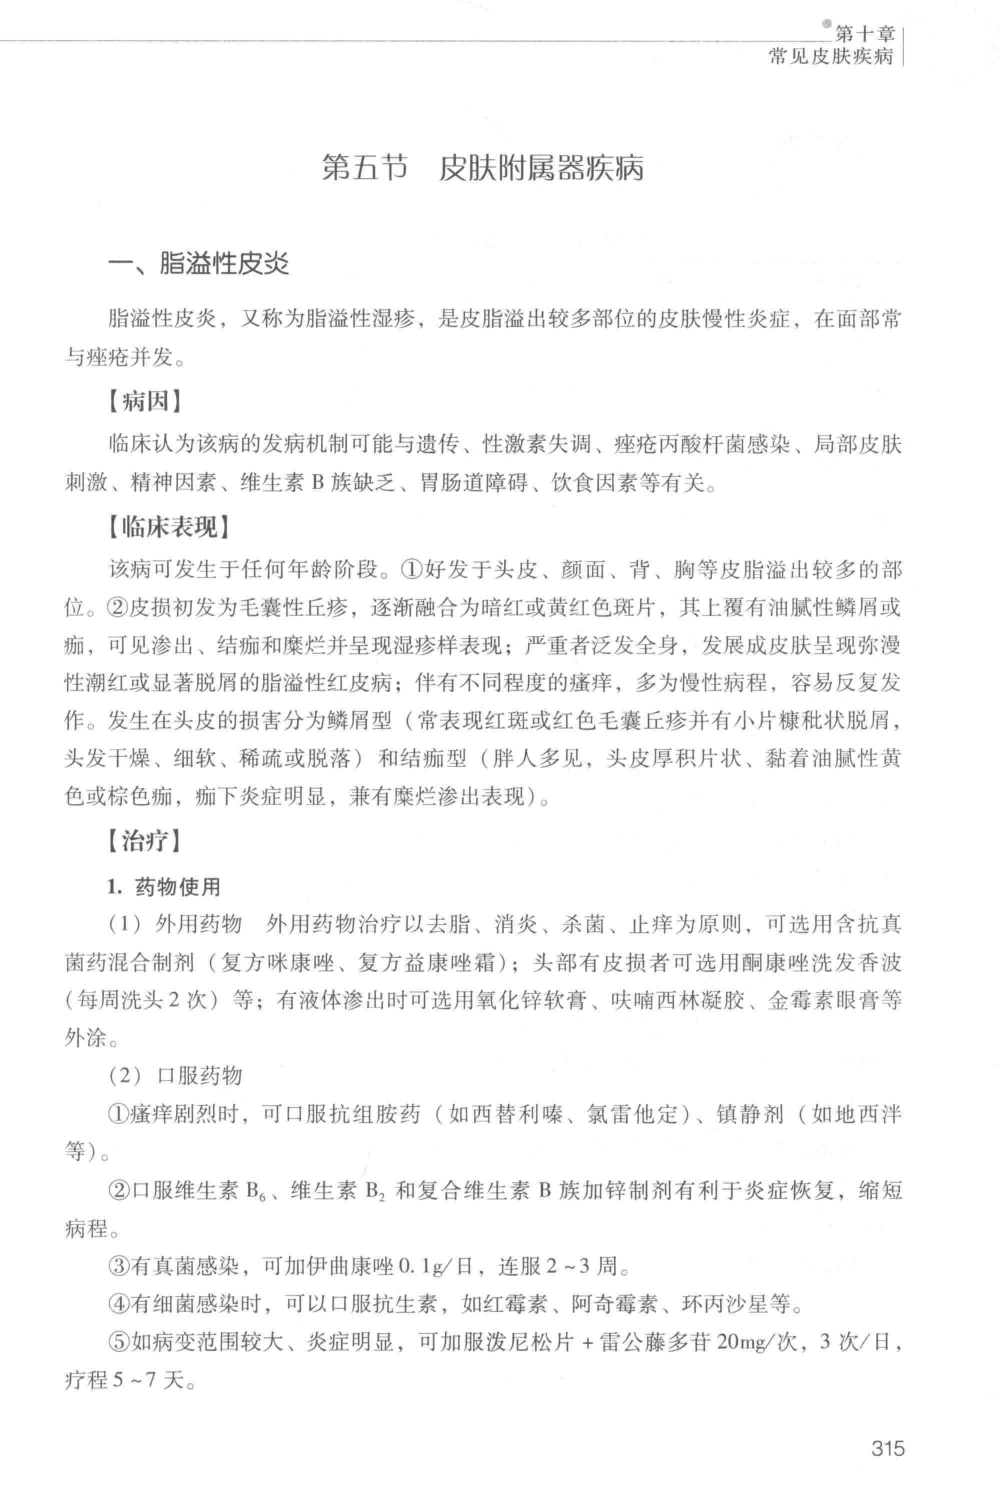 第十章
常见皮肤疾病
第五节 皮肤附属器疾病
一、脂溢性皮炎
脂溢性皮炎，又称为脂溢性湿疹，是皮脂溢出较多部位的皮肤慢性炎症，在面部常
与痤疮并发。
【病因】
临床认为该病的发病机制可能与遗传、性激素失调、痤疮丙酸杆菌感染、局部皮肤
刺激、精神因素、维生素 B 族缺乏、胃肠道障碍、饮食因素等有关。
【临床表现】
该病可发生于任何年龄阶段。①好发于头皮、颜面、背、胸等皮脂溢出较多的部
位。②皮损初发为毛囊性丘疹，逐渐融合为暗红或黄红色斑片，其上覆有油腻性鳞屑或
痂，可见渗出、结痂和糜烂并呈现湿疹样表现；严重者泛发全身，发展成皮肤呈现弥漫
性潮红或显著脱屑的脂溢性红皮病；伴有不同程度的瘙痒，多为慢性病程，容易反复发
作。发生在头皮的损害分为鳞屑型（常表现红斑或红色毛囊丘疹并有小片糠秕状脱屑，
头发干燥、细软、稀疏或脱落）和结痂型（胖人多见，头皮厚积片状、黏着油腻性黄
色或棕色痂，痂下炎症明显，兼有糜烂渗出表现）。
【治疗】
1. 药物使用
（1）外用药物 外用药物治疗以去脂、消炎、杀菌、止痒为原则，可选用含抗真
菌药混合制剂（复方咪康唑、复方益康唑霜）；头部有皮损者可选用酮康唑洗发香波
（每周洗头 2 次）等；有液体渗出时可选用氧化锌软膏、呋喃西林凝胶、金霉素眼膏等
外涂。
（2）口服药物
①瘙痒剧烈时，可口服抗组胺药（如西替利嗪、氯雷他定）、镇静剂（如地西泮
等）。
②口服维生素 B₆、维生素 B₂ 和复合维生素 B 族加锌制剂有利于炎症恢复，缩短
病程。
③有真菌感染，可加伊曲康唑 0.1g/日，连服 2～3 周。
④有细菌感染时，可以口服抗生素，如红霉素、阿奇霉素、环丙沙星等。
⑤如病变范围较大、炎症明显，可加服泼尼松片 + 雷公藤多苷 20mg/次，3 次/日，
疗程 5～7 天。
315